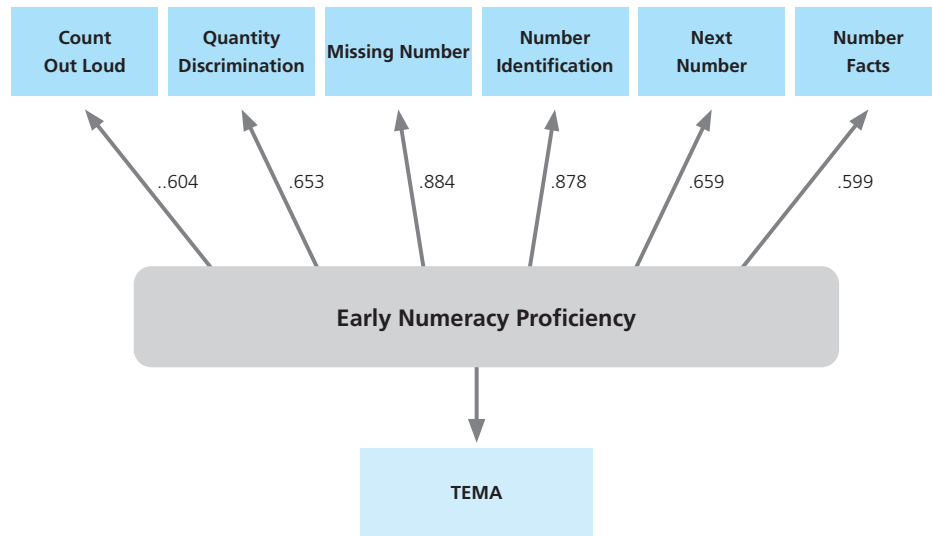 Count
Out Loud
Quantity
Discrimination
Missing Number
Number
Identification
Next
Number
Number
Facts
..604
.653
.884
.878
.659
.599
Early Numeracy Proficiency
TEMA